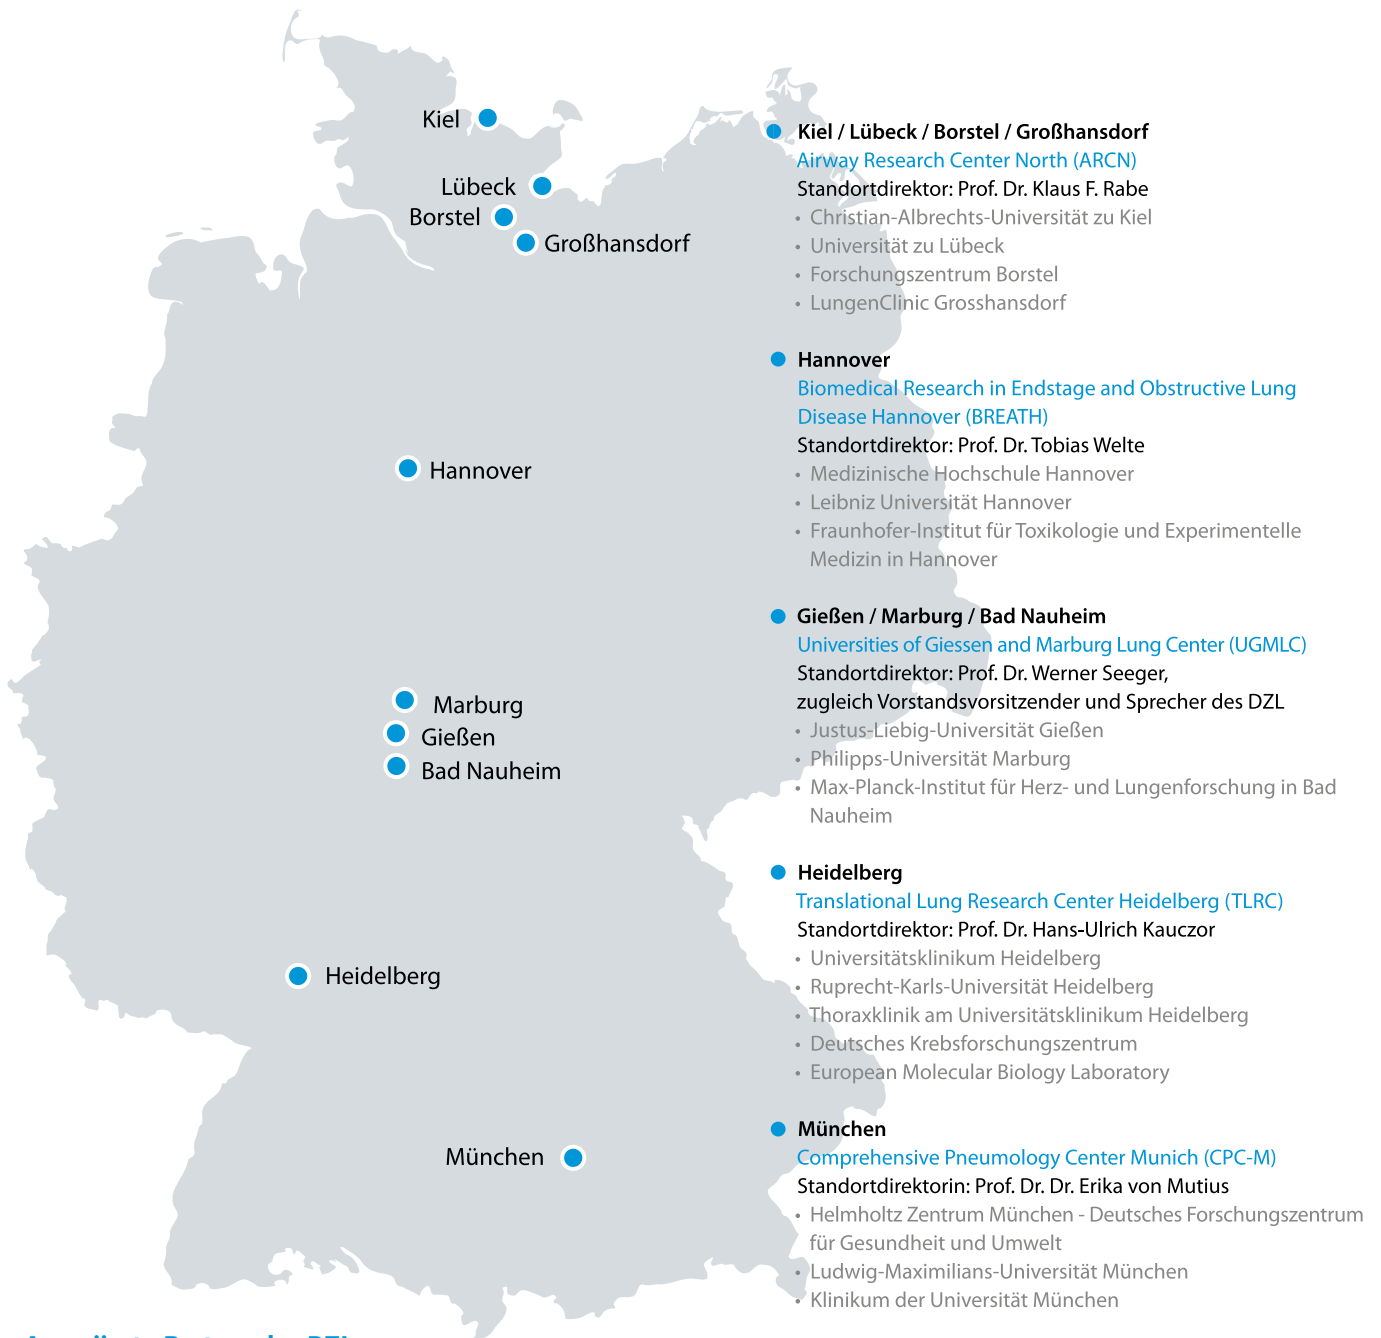 Kiel
Lübeck
Borstel
Großhansdorf
Hannover
Marburg
Gießen
Bad Nauheim
Heidelberg
München
Kiel / Lübeck / Borstel / Großhansdorf
Airway Research Center North (ARCN)
Standortdirektor: Prof. Dr. Klaus F. Rabe
• Christian-Albrechts-Universität zu Kiel
• Universität zu Lübeck
• Forschungszentrum Borstel
• LungenClinic Grosshansdorf
Hannover
Biomedical Research in Endstage and Obstructive Lung
Disease Hannover (BREATH)
Standortdirektor: Prof. Dr. Tobias Welte
• Medizinische Hochschule Hannover
• Leibniz Universität Hannover
• Fraunhofer-Institut für Toxikologie und Experimentelle
Medizin in Hannover
Gießen / Marburg / Bad Nauheim
Universities of Giessen and Marburg Lung Center (UGMLC)
Standortdirektor: Prof. Dr. Werner Seeger,
zugleich Vorstandsvorsitzender und Sprecher des DZL
• Justus-Liebig-Universität Gießen
• Philipps-Universität Marburg
• Max-Planck-Institut für Herz- und Lungenforschung in Bad
Nauheim
Heidelberg
Translational Lung Research Center Heidelberg (TLRC)
Standortdirektor: Prof. Dr. Hans-Ulrich Kauczor
• Universitätsklinikum Heidelberg
• Ruprecht-Karls-Universität Heidelberg
• Thoraxklinik am Universitätsklinikum Heidelberg
• Deutsches Krebsforschungszentrum
• European Molecular Biology Laboratory
München
Comprehensive Pneumology Center Munich (CPC-M)
Standortdirektorin: Prof. Dr. Dr. Erika von Mutius
• Helmholtz Zentrum München - Deutsches Forschungszentrum
für Gesundheit und Umwelt
• Ludwig-Maximilians-Universität München
• Klinikum der Universität München